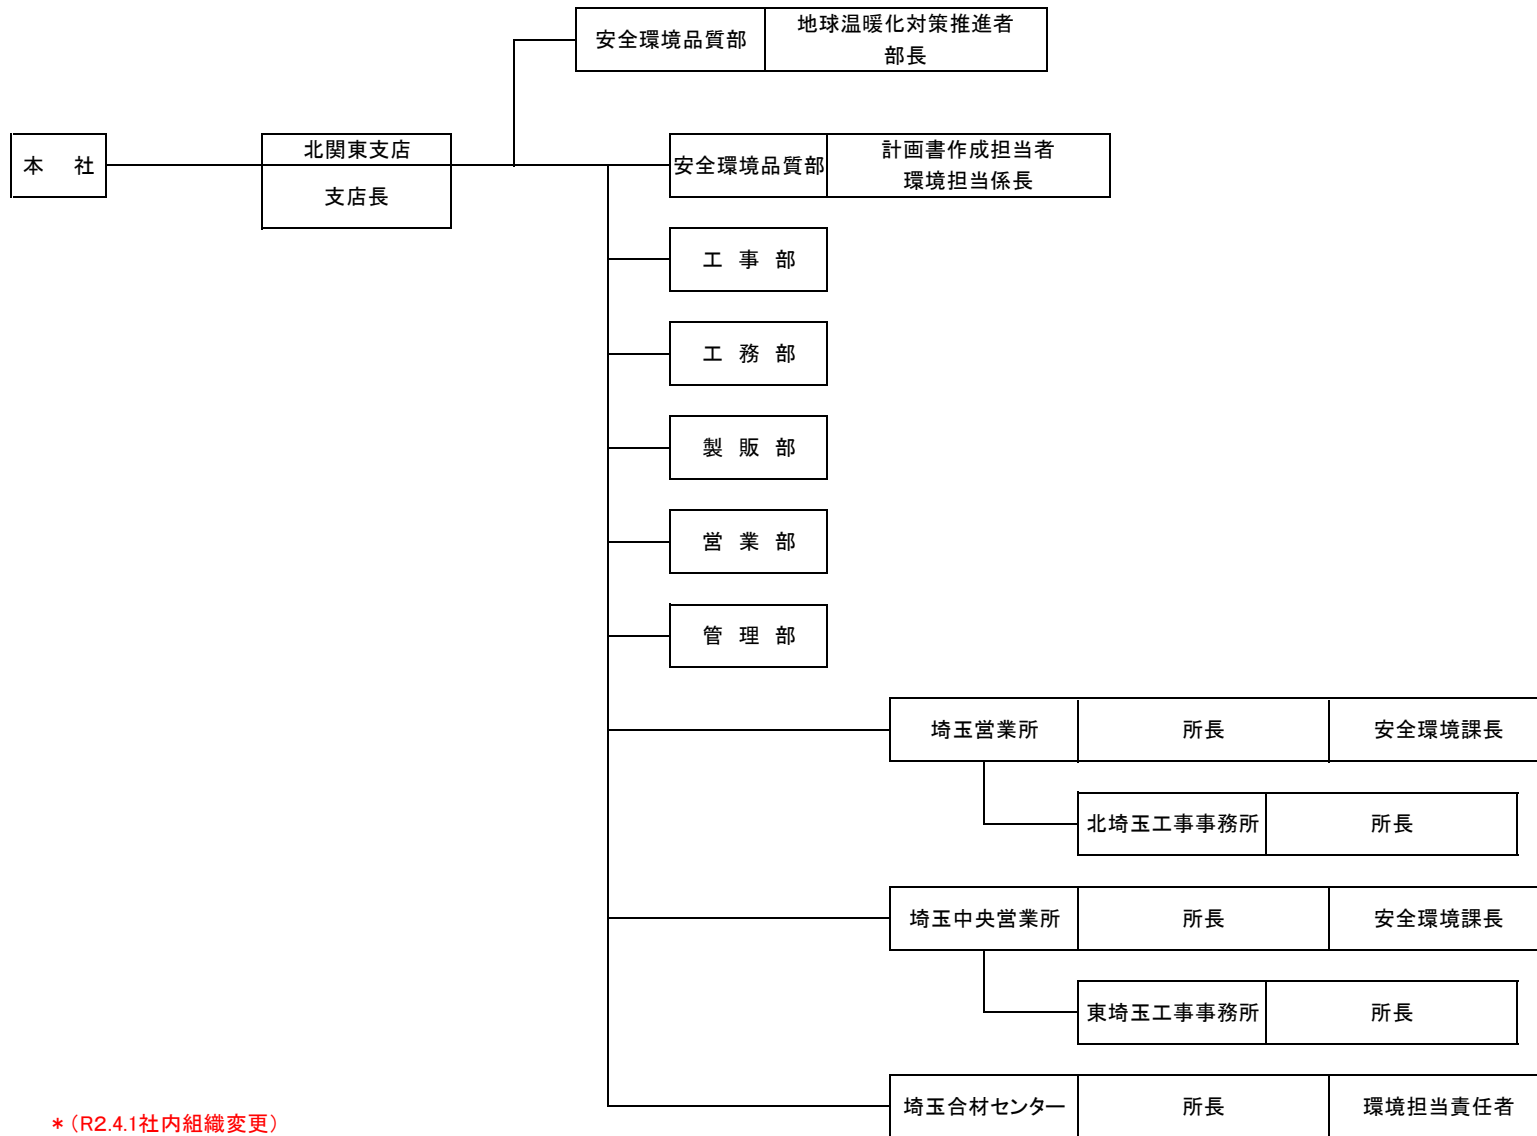 安全環境品質部
地球温暖化対策推進者
部長
本 社
北関東支店
支店長
安全環境品質部
計画書作成担当者
環境担当係長
工 事 部
工 務 部
製 販 部
営 業 部
管 理 部
埼玉営業所 所長 安全環境課長
北埼玉工事事務所 所長
埼玉中央営業所 所長 安全環境課長
東埼玉工事事務所 所長
埼玉合材センター 所長 環境担当責任者
*（R2.4.1社内組織変更）